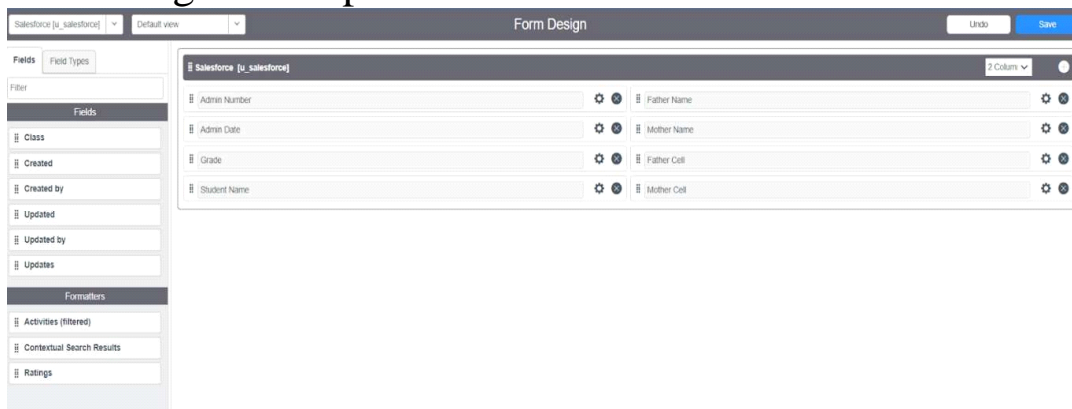 Salesforce [u_salesforce] Default view Form Design Undo Save
Fields Field Types
Filter
Fields
Class
Created
Created by
Updated
Updated by
Updates
Formatters
Activities (filtered)
Contextual Search Results
Ratings
Salesforce [u_salesforce] 2 Colum
Admin Number Father Name
Admin Date Mother Name
Grade Father Cell
Student Name Mother Cell